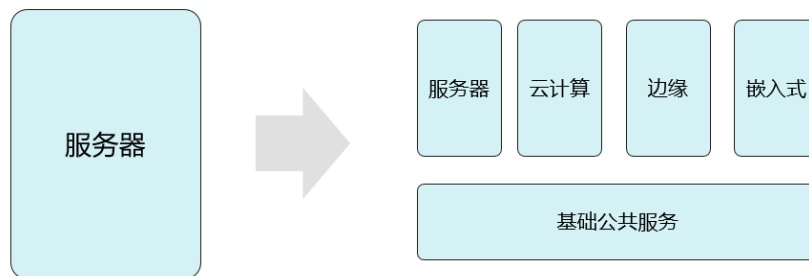 服务器
服务器
云计算
边缘
嵌入式
基础公共服务